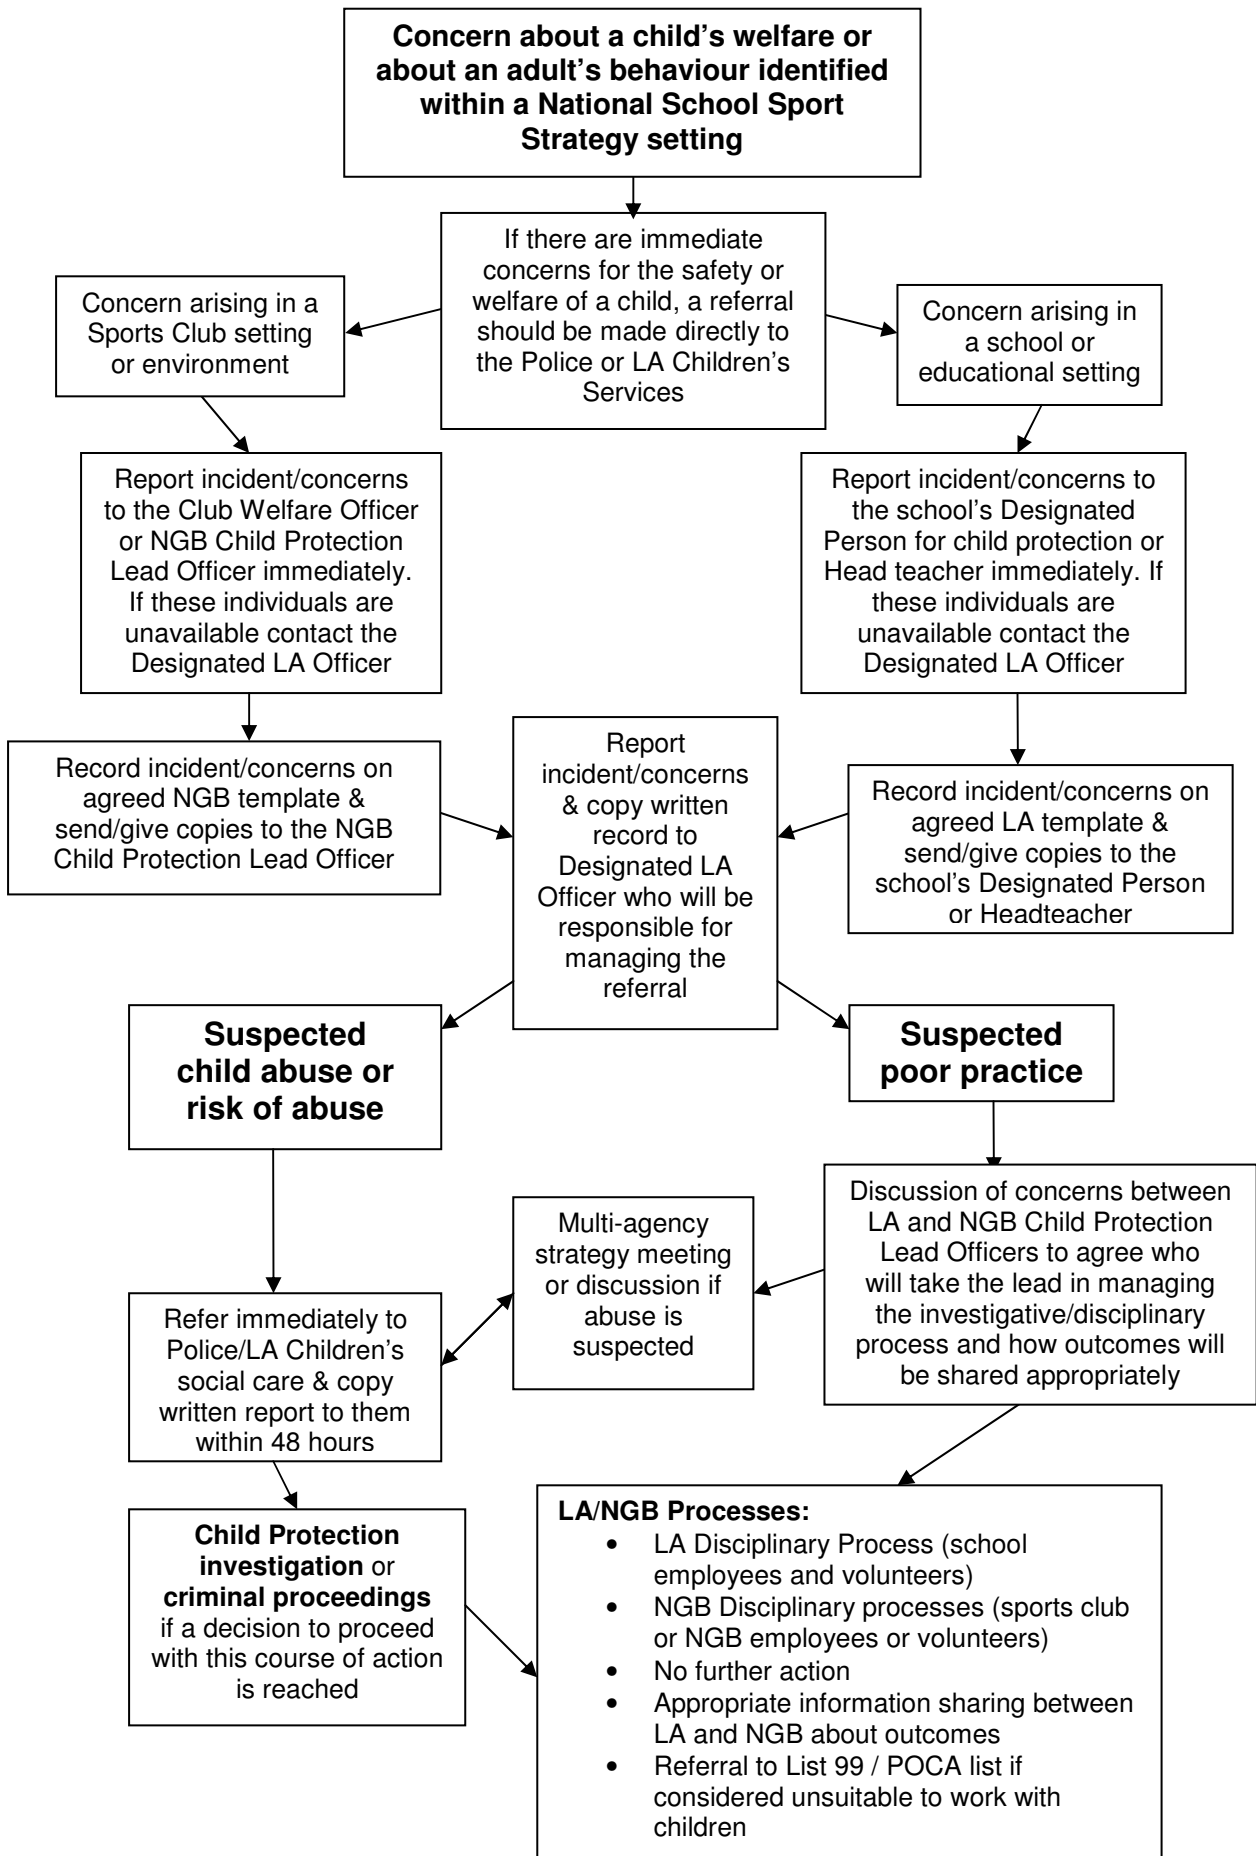 Concern about a child’s welfare or
about an adult’s behaviour identified
within a National School Sport
Strategy setting
If there are immediate
concerns for the safety or
welfare of a child, a referral
should be made directly to
the Police or LA Children’s
Services
Concern arising in a
Sports Club setting
or environment
Concern arising in
a school or
educational setting
Report incident/concerns
to the Club Welfare Officer
or NGB Child Protection
Lead Officer immediately.
If these individuals are
unavailable contact the
Designated LA Officer
Report incident/concerns to
the school’s Designated
Person for child protection or
Head teacher immediately. If
these individuals are
unavailable contact the
Designated LA Officer
Record incident/concerns on
agreed NGB template &
send/give copies to the NGB
Child Protection Lead Officer
Report
incident/concerns
& copy written
record to
Designated LA
Officer who will be
responsible for
managing the
referral
Record incident/concerns on
agreed LA template &
send/give copies to the
school’s Designated Person
or Headteacher
Suspected
child abuse or
risk of abuse
Suspected
poor practice
Multi-agency
strategy meeting
or discussion if
abuse is
suspected
Discussion of concerns between
LA and NGB Child Protection
Lead Officers to agree who
will take the lead in managing
the investigative/disciplinary
process and how outcomes will
be shared appropriately
Refer immediately to
Police/LA Children’s
social care & copy
written report to them
within 48 hours
Child Protection
investigation or
criminal proceedings
if a decision to proceed
with this course of action
is reached
LA/NGB Processes:
• LA Disciplinary Process (school
employees and volunteers)
• NGB Disciplinary processes (sports club
or NGB employees or volunteers)
• No further action
• Appropriate information sharing between
LA and NGB about outcomes
• Referral to List 99 / POCA list if
considered unsuitable to work with
children